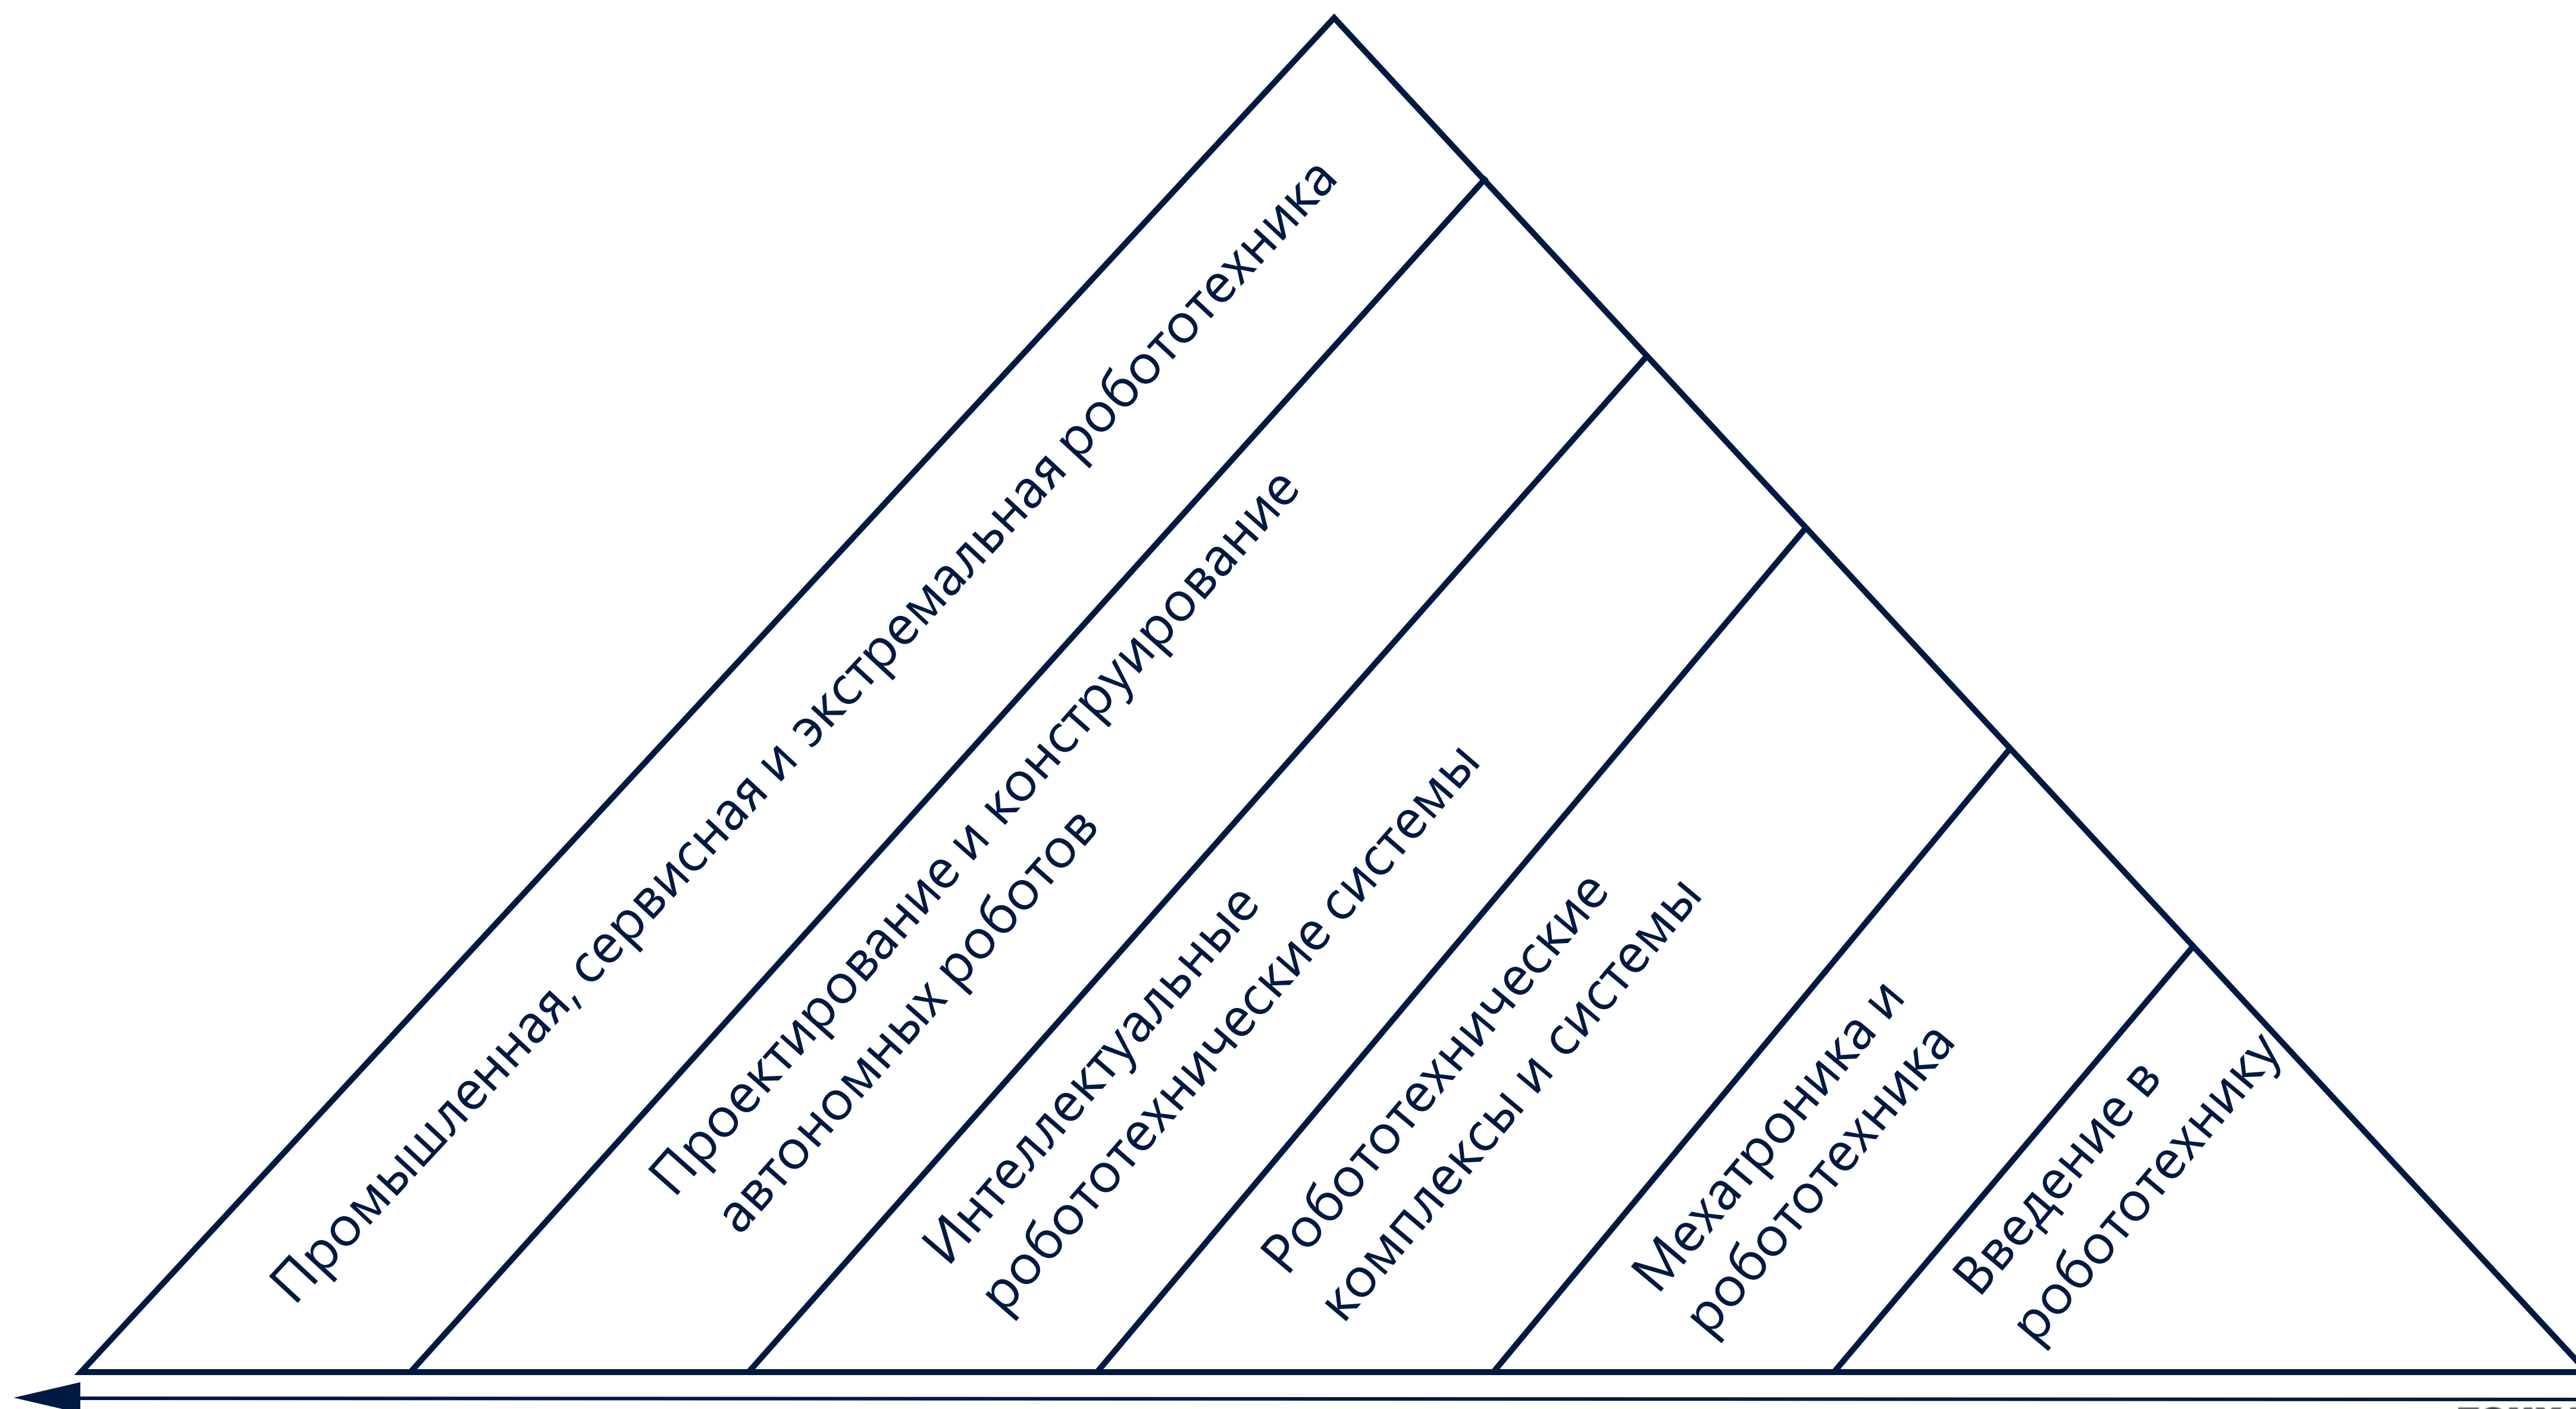 Промышленная, сервисная и экстремальная робототехника
Проектирование и конструирование
автономных роботов
Интеллектуальные
робототехнические системы
Робототехнические
комплексы и системы
Мехатроника и
робототехника
Введение в
робототехнику